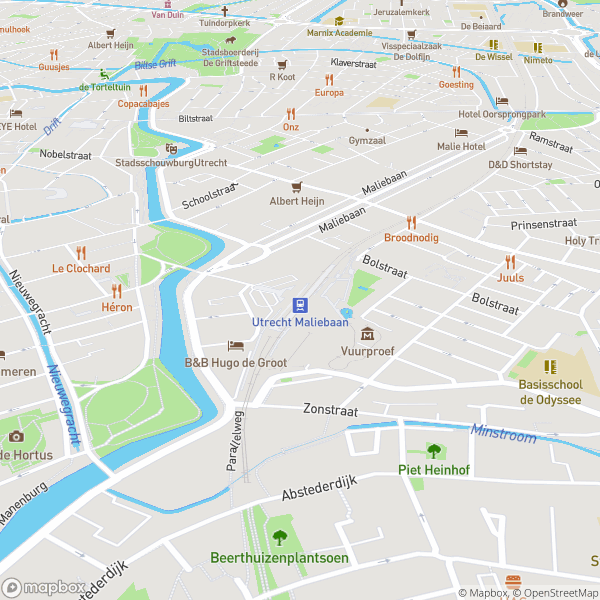 Van Duin
Tuindorpkerk
Jeruzalemkerk
Brandweer
mulhoek
Albert Heijn
Marnix Academie
De Beiaard
Guusjes
Stadsboerderij
De Griftsteede
Visspeciaalzaak
De Dolfijn
De Wissel
Nimeto
Biltse Grift
Klaverstraat
R Koot
de Torteltuin
Europa
Goesting
Copacabajes
Biltstraat
Onz
Hotel Oorsprongpark
Drift
Gymzaal
Malie Hotel
Ramstraat
Nobelstraat
StadsschouwburgUtrecht
D&D Shortstay
Schoolstraat
Albert Heijn
Maliebaan
Maliebaan
Broodnodig
Prinsenstraat
Le Clochard
Bolstraat
Juuls
Nieuwegracht
Héron
Utrecht Maliebaan
Bolstraat
B&B Hugo de Groot
Vuurproef
meren
Basisschool
de Odyssee
Nieuwegracht
Zonstraat
Minstroom
de Hortus
Parallelweg
Piet Heinhof
Manenburg
Abstederdijk
Beerthuizenplantsoen
Abstederdijk
mapbox
© Mapbox, © OpenStreetMap